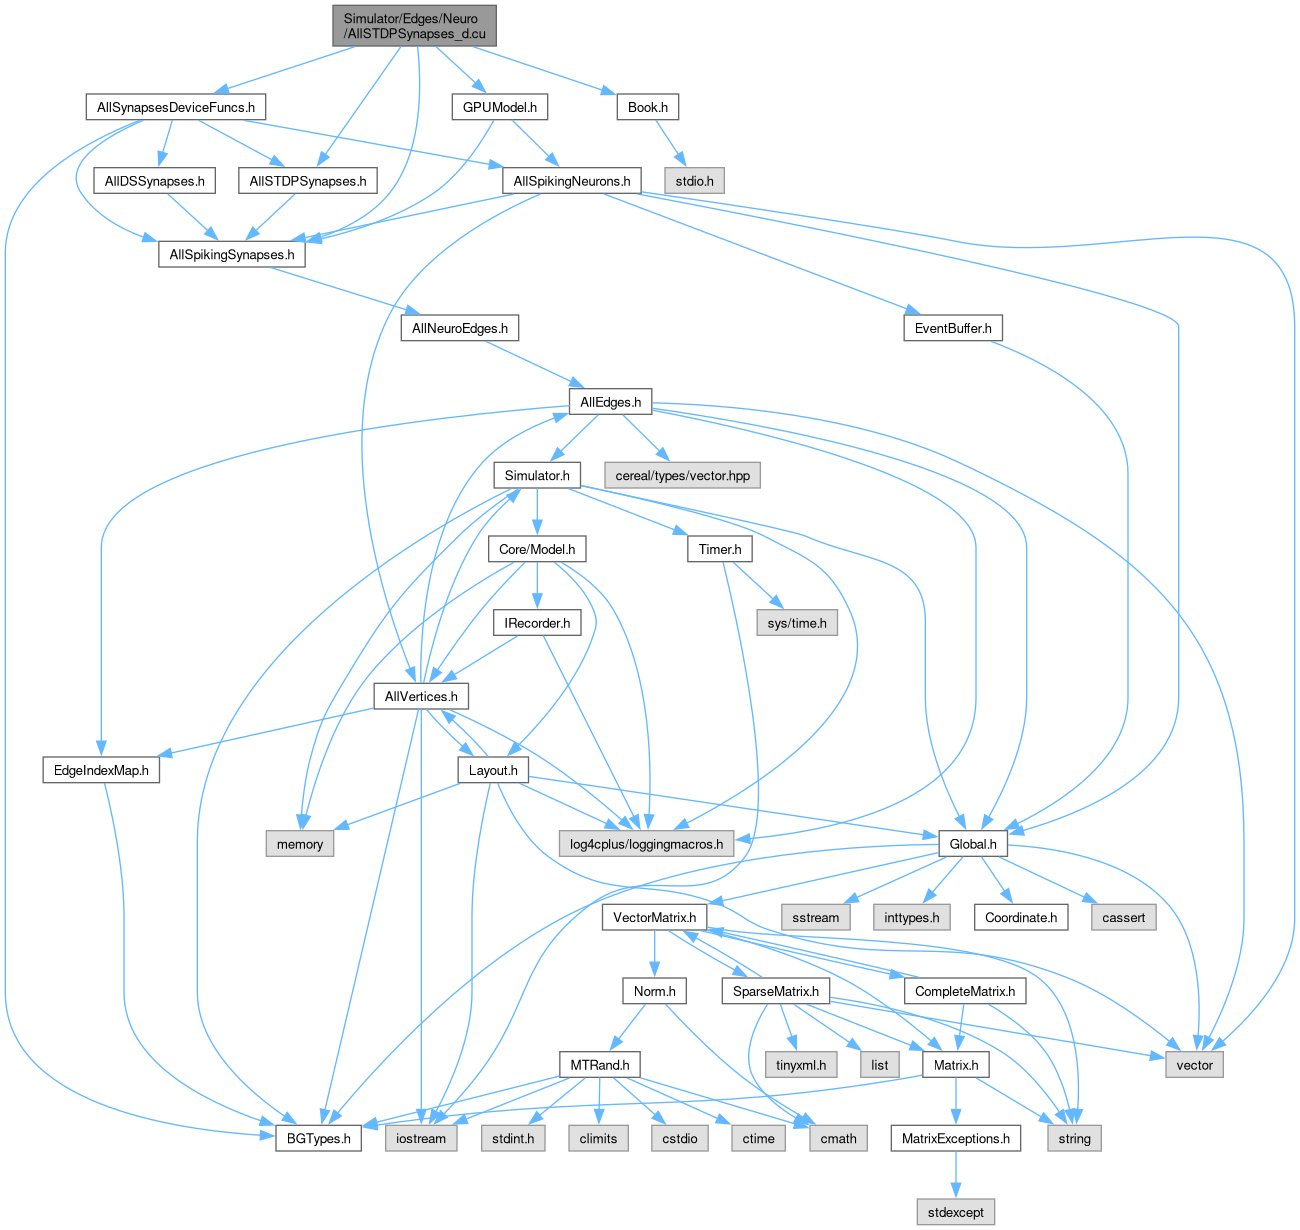 Simulator/Edges/Neuro
/AllSTDPSynapses_d.cu
AllSynapsesDeviceFuncs.h
GPUModel.h
Book.h
AllDSSynapses.h
AllSTDPSynapses.h
AllSpikingNeurons.h
stdio.h
AllSpikingSynapses.h
AllNeuroEdges.h
EventBuffer.h
AllEdges.h
Simulator.h
cereal/types/vector.hpp
Core/Model.h
Timer.h
IRecorder.h
sys/time.h
AllVertices.h
EdgeIndexMap.h
Layout.h
memory
log4cplus/loggingmacros.h
Global.h
VectorMatrix.h
sstream
inttypes.h
Coordinate.h
cassert
Norm.h
SparseMatrix.h
CompleteMatrix.h
MTRand.h
tinyxml.h
list
Matrix.h
vector
BGTypes.h
iostream
stdint.h
climits
cstdio
ctime
cmath
MatrixExceptions.h
string
stdexcept